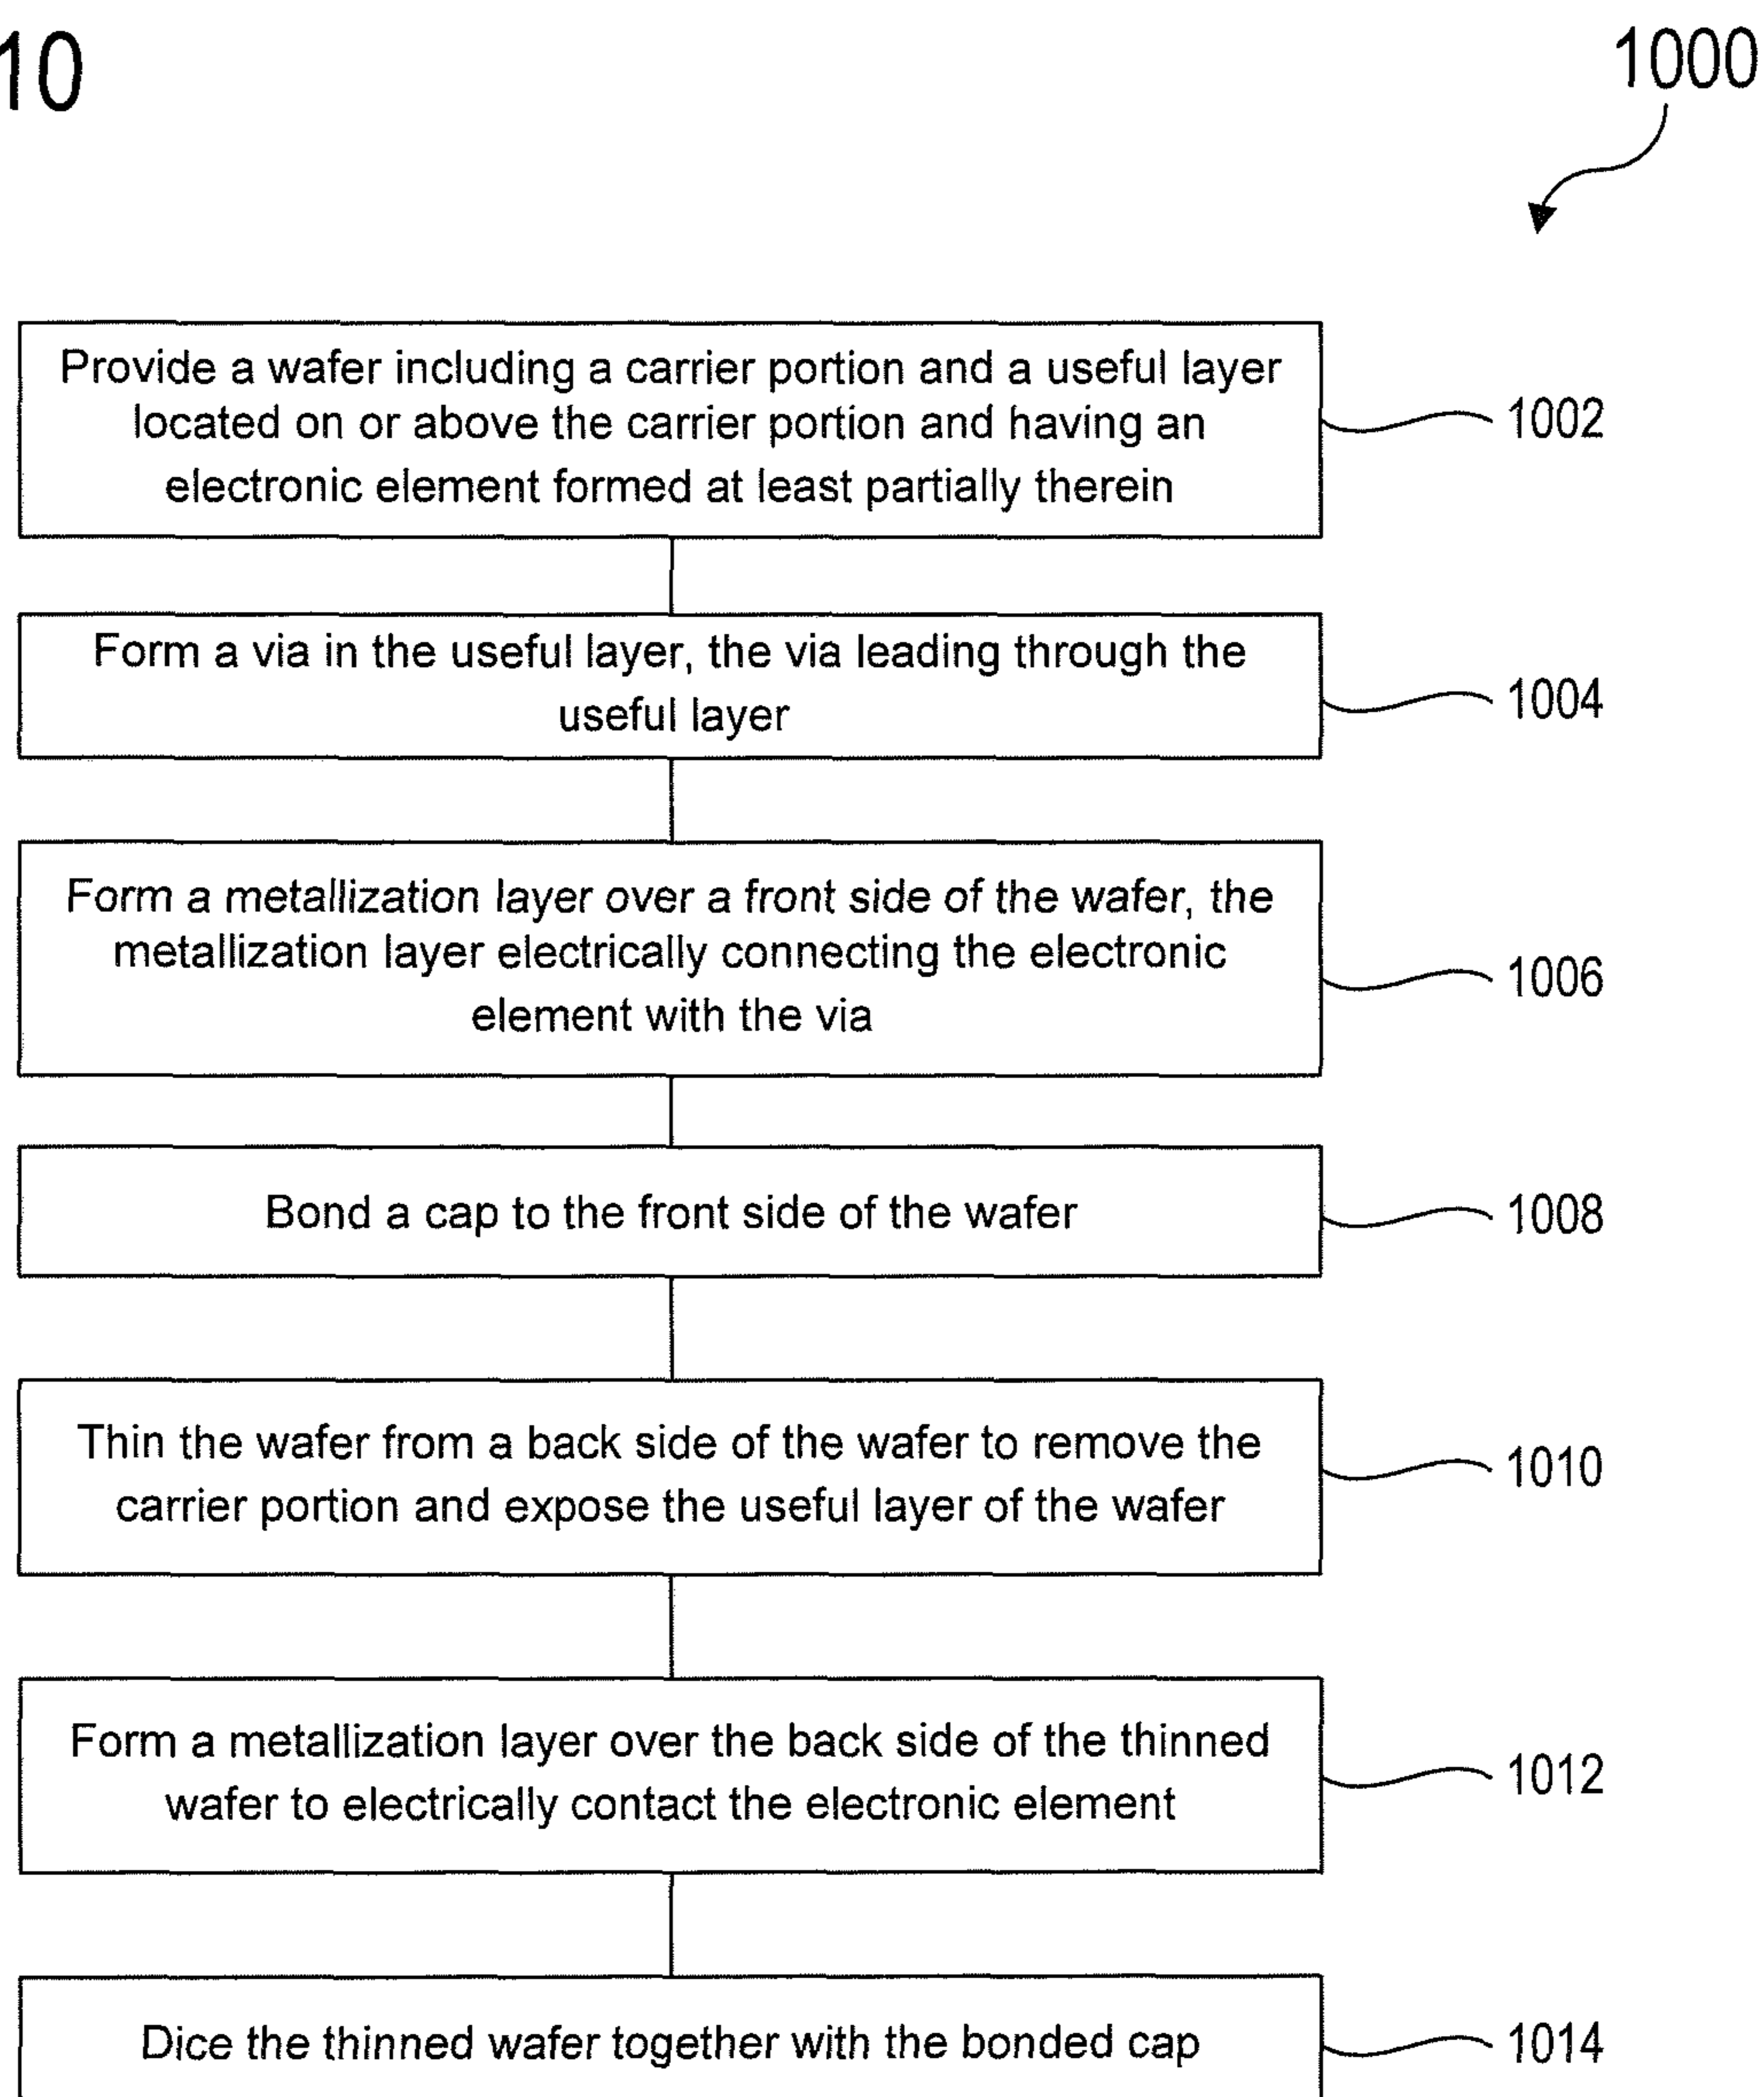 10
1000
Provide a wafer including a carrier portion and a useful layer
located on or above the carrier portion and having an
electronic element formed at least partially therein
1002
Form a via in the useful layer, the via leading through the
useful layer
1004
Form a metallization layer over a front side of the wafer, the
metallization layer electrically connecting the electronic
element with the via
1006
Bond a cap to the front side of the wafer
1008
Thin the wafer from a back side of the wafer to remove the
carrier portion and expose the useful layer of the wafer
1010
Form a metallization layer over the back side of the thinned
wafer to electrically contact the electronic element
1012
Dice the thinned wafer together with the bonded cap
1014